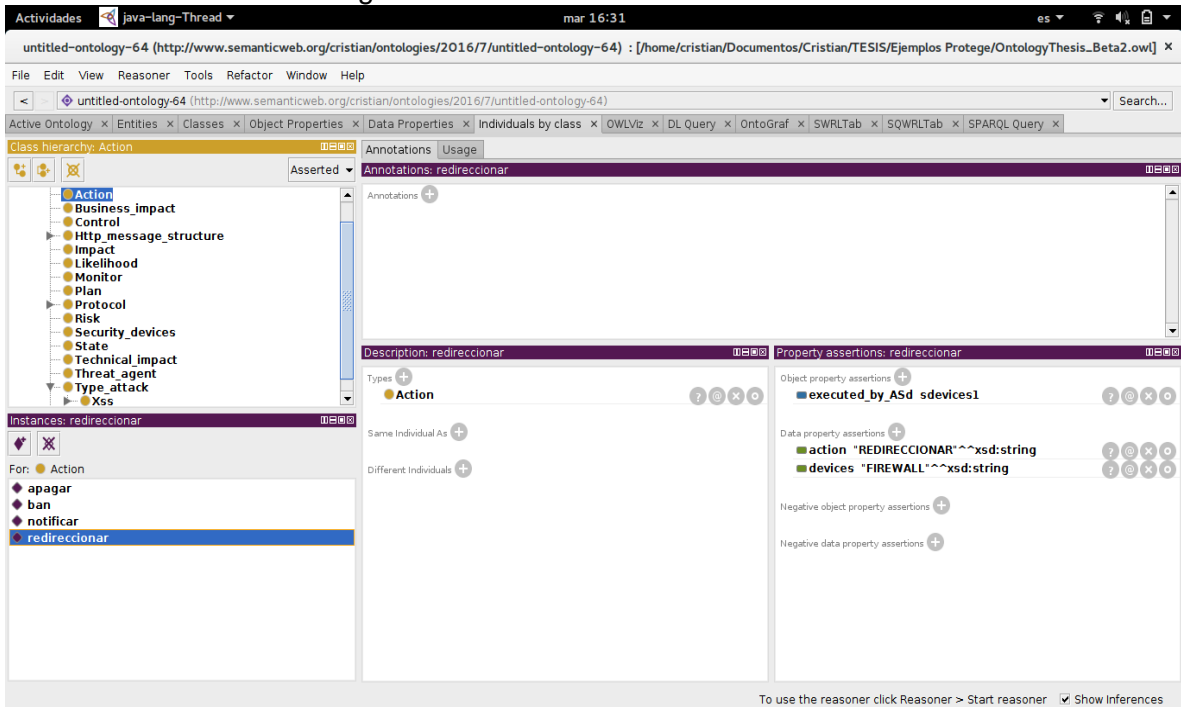 Actividades java-lang-Thread mar 16:31 es
untitled-ontology-64 (http://www.semanticweb.org/cristian/ontologies/2016/7/untitled-ontology-64) : [/home/cristian/Documentos/Cristian/TESIS/Ejemplos Protege/OntologyThesis_Beta2.owl] ×
File Edit View Reasoner Tools Refactor Window Help
< > untitled-ontology-64 (http://www.semanticweb.org/cristian/ontologies/2016/7/untitled-ontology-64) Search...
Active Ontology × Entities × Classes × Object Properties × Data Properties × Individuals by class × OWLViz × DL Query × OntoGraf × SWRLTab × SQWRLTab × SPARQL Query ×
Class hierarchy: Action
Asserted
Action
Business_impact
Control
Http_message_structure
Impact
Likelihood
Monitor
Plan
Protocol
Risk
Security_devices
State
Technical_impact
Threat_agent
Type_attack
Xss
Instances: redireccionar
For: Action
apagar
ban
notificar
redireccionar
Annotations Usage
Annotations: redireccionar
Annotations
Description: redireccionar
Types
Action
Same Individual As
Different Individuals
Property assertions: redireccionar
Object property assertions
executed_by_ASd sdevices1
Data property assertions
action "REDIRECCIONAR"^^xsd:string
devices "FIREWALL"^^xsd:string
Negative object property assertions
Negative data property assertions
To use the reasoner click Reasoner > Start reasoner Show Inferences